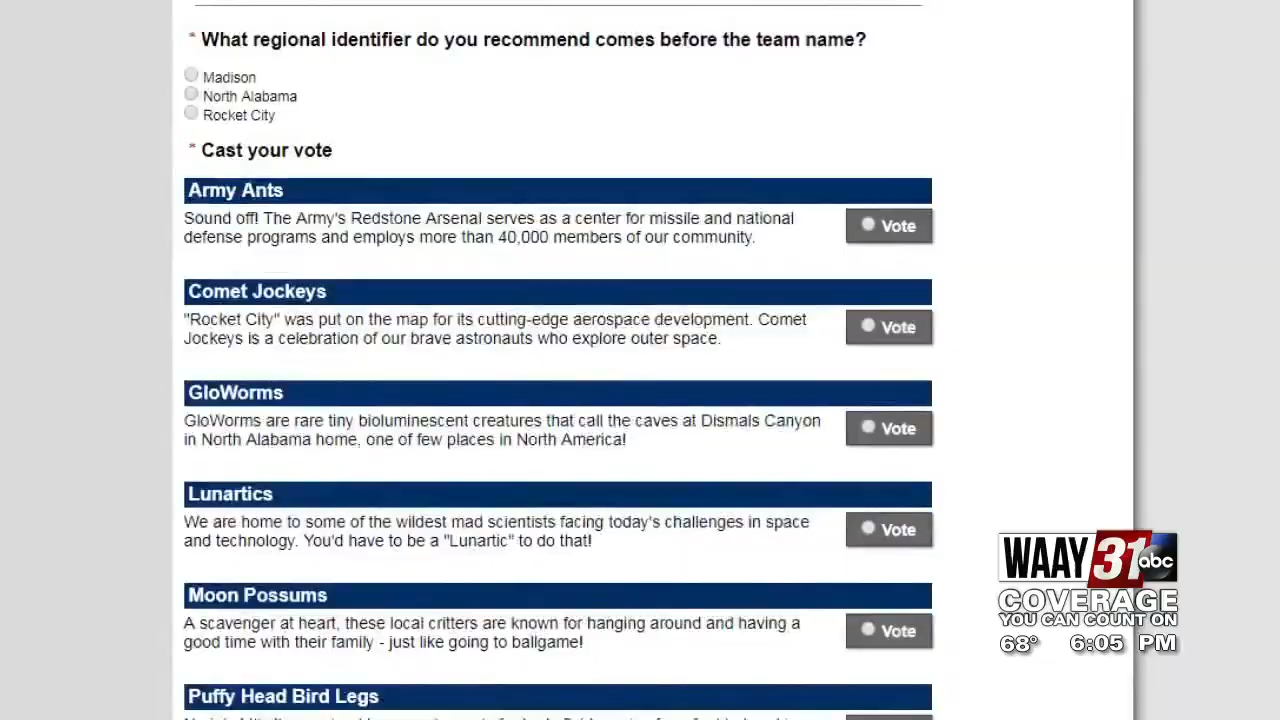 * What regional identifier do you recommend comes before the team name?
Madison
North Alabama
Rocket City
* Cast your vote
Army Ants
Sound off! The Army's Redstone Arsenal serves as a center for missile and national
defense programs and employs more than 40,000 members of our community.
Vote
Comet Jockeys
"Rocket City" was put on the map for its cutting-edge aerospace development. Comet
Jockeys is a celebration of our brave astronauts who explore outer space.
Vote
GloWorms
GloWorms are rare tiny bioluminescent creatures that call the caves at Dismals Canyon
in North Alabama home, one of few places in North America!
Vote
Lunartics
We are home to some of the wildest mad scientists facing today's challenges in space
and technology. You'd have to be a "Lunartic" to do that!
Vote
Moon Possums
A scavenger at heart, these local critters are known for hanging around and having a
good time with their family - just like going to ballgame!
Vote
Puffy Head Bird Legs
WAAY 31 abc
COVERAGE
YOU CAN COUNT ON
68° 6:05 PM